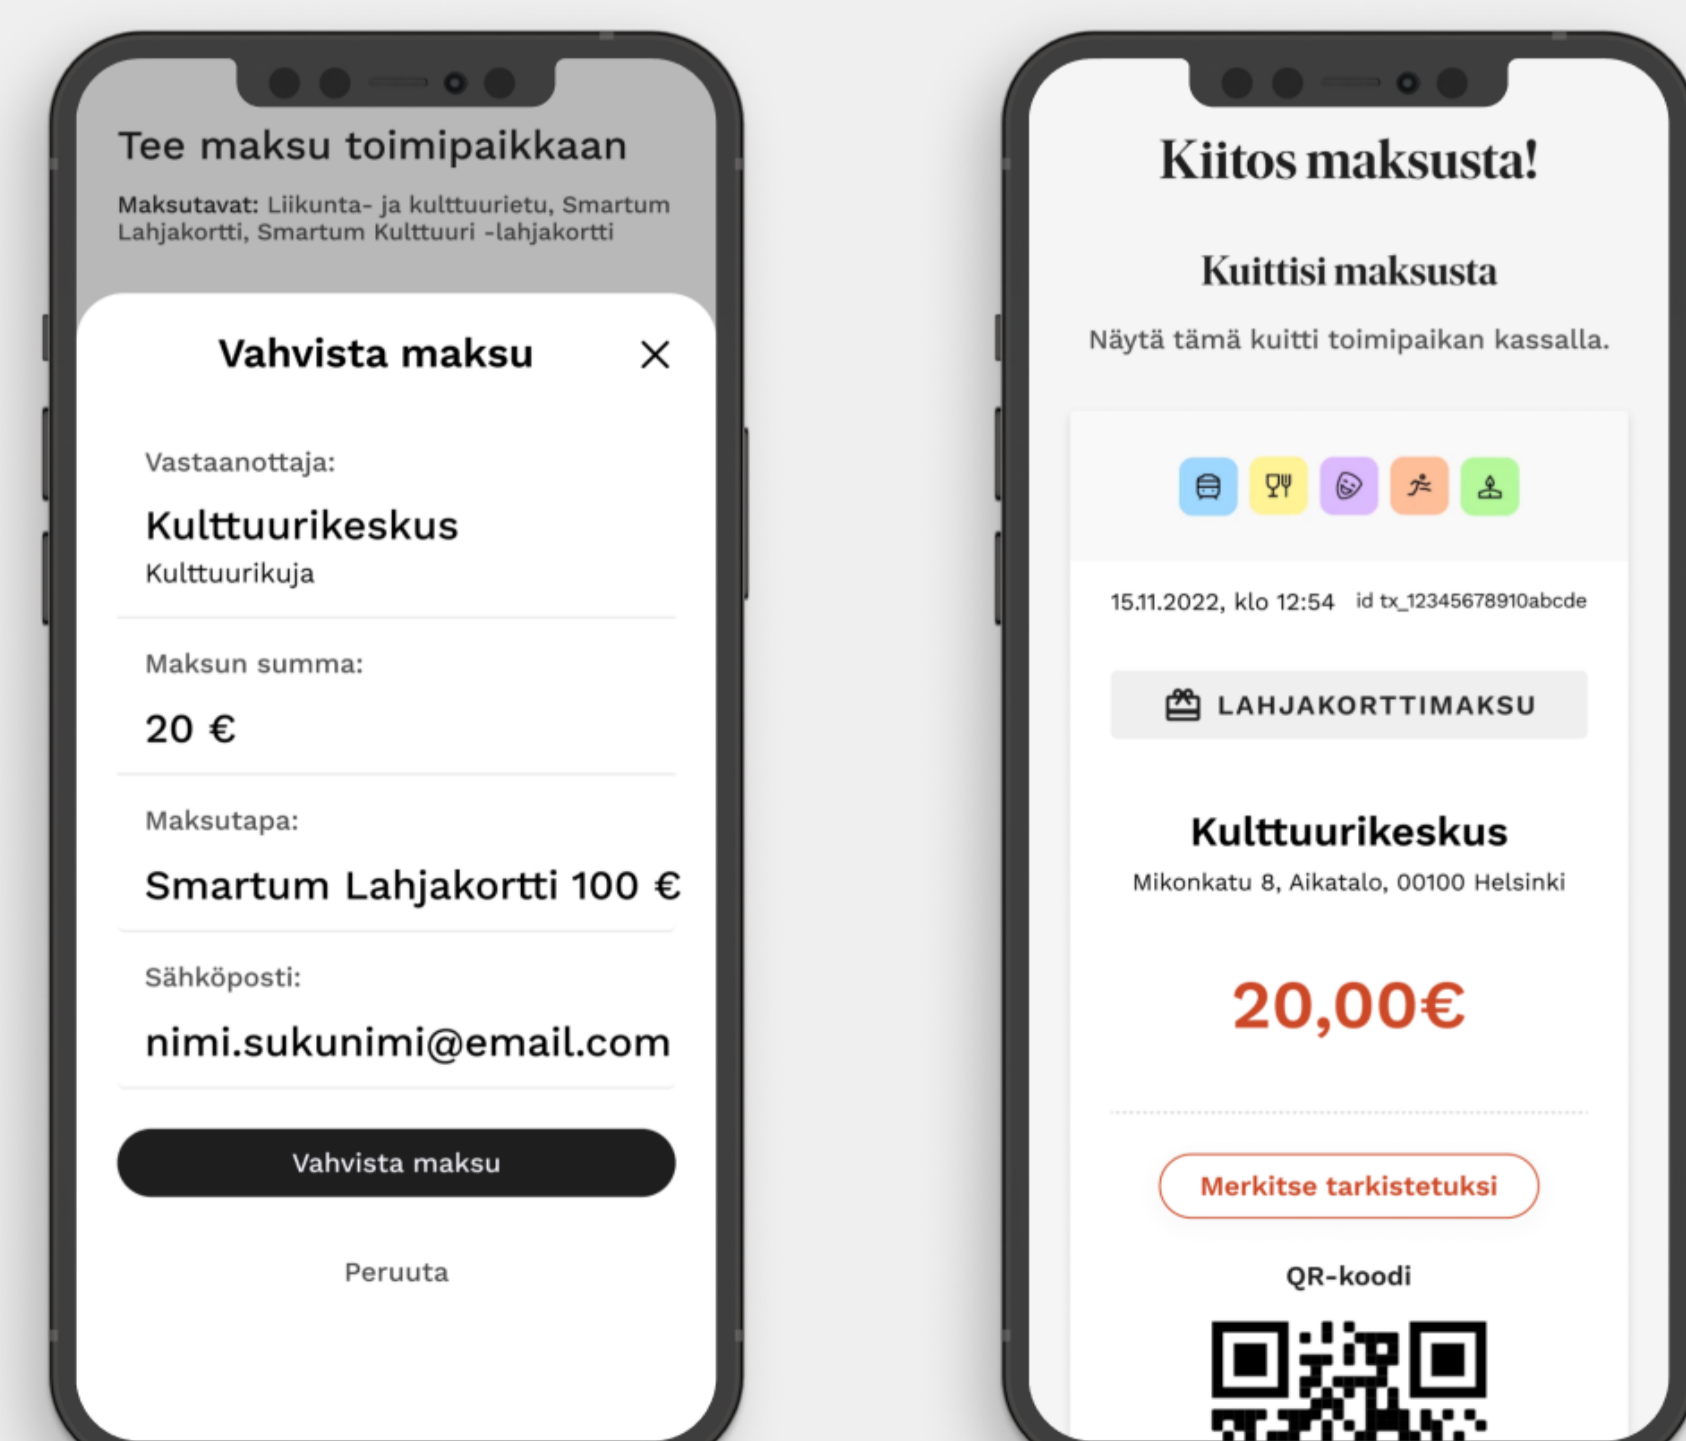 Tee maksu toimipaikkaan
Maksutavat: Liikunta- ja kulttuurietu, Smartum
Lahjakortti, Smartum Kulttuuri -lahjakortti
Vahvista maksu
Vastaanottaja:
Kulttuurikeskus
Kulttuurikuja
Maksun summa:
20 €
Maksutapa:
Smartum Lahjakortti 100 €
Sähköposti:
nimi.sukunimi@email.com
Vahvista maksu
Peruuta
Kiitos maksusta!
Kuittisi maksusta
Näytä tämä kuitti toimipaikan kassalla.
15.11.2022, klo 12:54 id tx_12345678910abcde
LAHJAKORTTIMAKSU
Kulttuurikeskus
Mikonkatu 8, Aikatalo, 00100 Helsinki
20,00€
Merkitse tarkistetuksi
QR-koodi